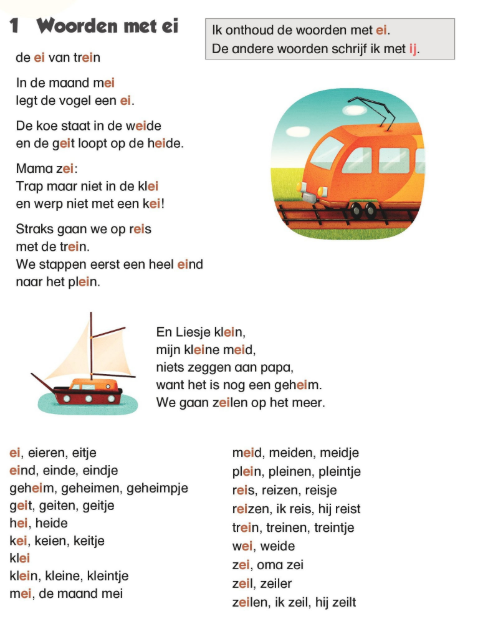 1 Woorden met ei
Ik onthoud de woorden met ei.
De andere woorden schrijf ik met ij.
de ei van trein
In de maand mei
legt de vogel een ei.
De koe staat in de weide
en de geit loopt op de heide.
Mama zei:
Trap maar niet in de klei
en werp niet met een kei!
Straks gaan we op reis
met de trein.
We stappen eerst een heel eind
naar het plein.
En Liesje klein,
mijn kleine meid,
niets zeggen aan papa,
want het is nog een geheim.
We gaan zeilen op het meer.
ei, eieren, eitje
eind, einde, eindje
geheim, geheimen, geheimpje
geit, geiten, geitje
hei, heide
kei, keien, keitje
klei
klein, kleine, kleintje
mei, de maand mei
meid, meiden, meidje
plein, pleinen, pleintje
reis, reizen, reisje
reizen, ik reis, hij reist
trein, treinen, treintje
wei, weide
zei, oma zei
zeil, zeiler
zeilen, ik zeil, hij zeilt